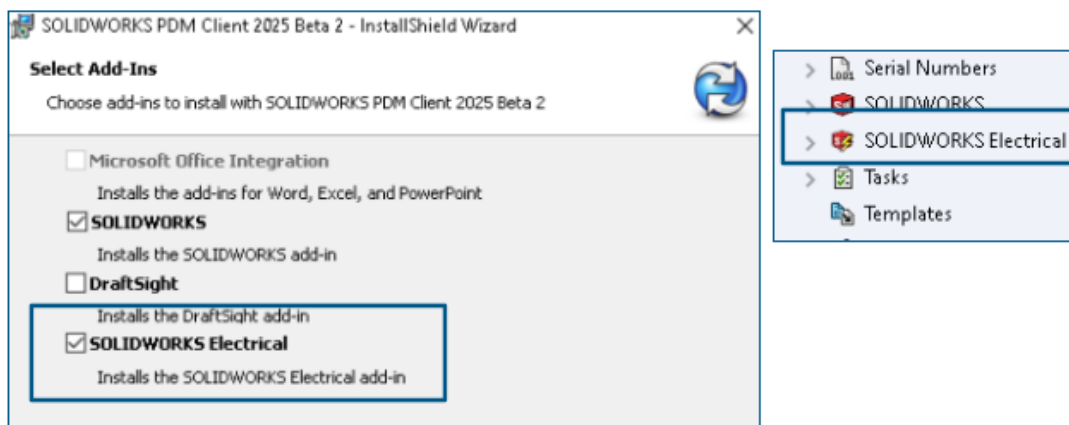 SOLIDWORKS PDM Client 2025 Beta 2 - InstallShield Wizard
Select Add-Ins
Choose add-ins to install with SOLIDWORKS PDM Client 2025 Beta 2
Microsoft Office Integration
Installs the add-ins for Word, Excel, and PowerPoint
SOLIDWORKS
Installs the SOLIDWORKS add-in
DraftSight
Installs the DraftSight add-in
SOLIDWORKS Electrical
Installs the SOLIDWORKS Electrical add-in
Serial Numbers
SOLIDWORKS
SOLIDWORKS Electrical
Tasks
Templates